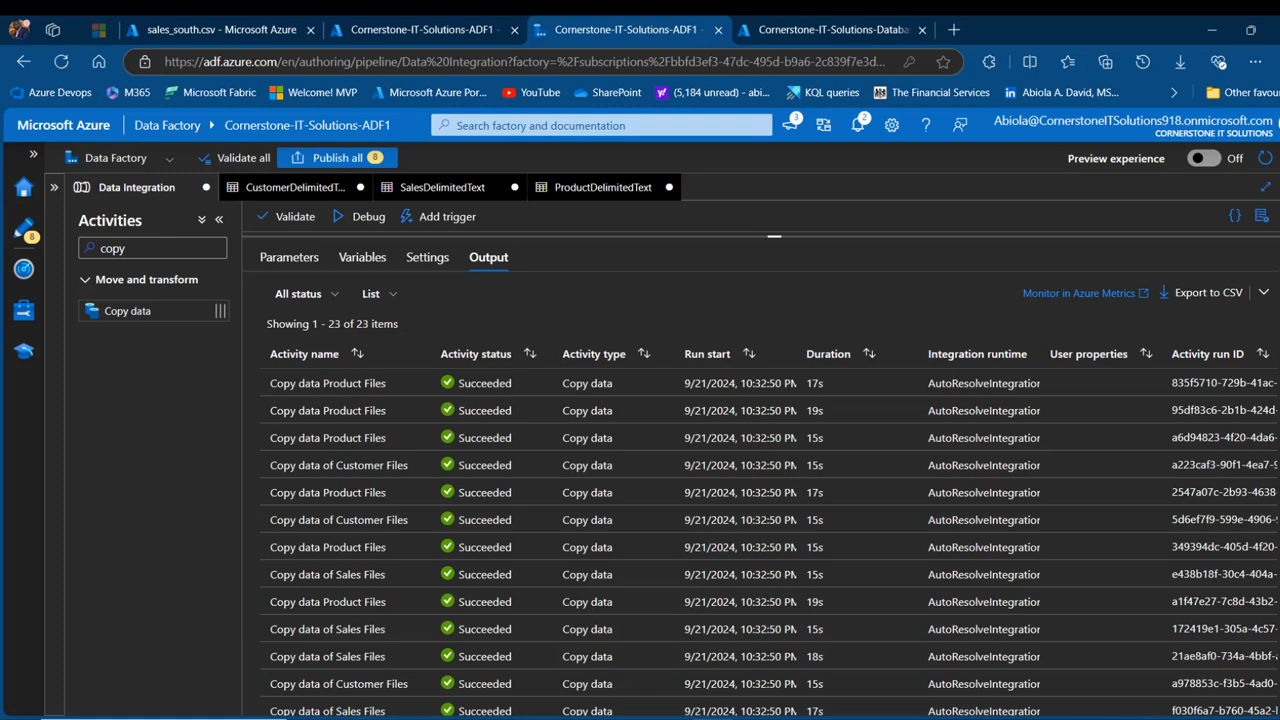 sales_south.csv - Microsoft Azure
Cornerstone-IT-Solutions-ADF1 -
Cornerstone-IT-Solutions-ADF1 -
Cornerstone-IT-Solutions-Databa
https://adf.azure.com/en/authoring/pipeline/Data%20Integration?factory=%2Fsubscriptions%2Fbbfd3ef3-47dc-495d-b9a6-2c839f7e3d...
Azure Devops
M365
Microsoft Fabric
Welcome! MVP
Microsoft Azure Por...
YouTube
SharePoint
(5,184 unread) - abi...
KQL queries
The Financial Services
Abiola A. David, MS...
Other favou
Microsoft Azure
Data Factory
Cornerstone-IT-Solutions-ADF1
Search factory and documentation
3
2
Abiola@CornerstoneITSolutions918.onmicrosoft.com
CORNERSTONE IT SOLUTIONS
Data Factory
Validate all
Publish all 8
Preview experience
Off
Data Integration
CustomerDelimitedT...
SalesDelimitedText
ProductDelimitedText
8
Activities
copy
Move and transform
Copy data
Validate
Debug
Add trigger
Parameters
Variables
Settings
Output
All status
List
Monitor in Azure Metrics
Export to CSV
Showing 1 - 23 of 23 items
Activity name Activity status Activity type Run start Duration Integration runtime User properties Activity run ID
Copy data Product Files Succeeded Copy data 9/21/2024, 10:32:50 PM 17s AutoResolveIntegration 835f5710-729b-41ac-
Copy data Product Files Succeeded Copy data 9/21/2024, 10:32:50 PM 19s AutoResolveIntegration 95df83c6-2b1b-424d
Copy data Product Files Succeeded Copy data 9/21/2024, 10:32:50 PM 15s AutoResolveIntegration a6d94823-4f20-4da6-
Copy data of Customer Files Succeeded Copy data 9/21/2024, 10:32:50 PM 15s AutoResolveIntegration a223caf3-90f1-4ea7-9
Copy data Product Files Succeeded Copy data 9/21/2024, 10:32:50 PM 17s AutoResolveIntegration 2547a07c-2b93-4638
Copy data of Customer Files Succeeded Copy data 9/21/2024, 10:32:50 PM 15s AutoResolveIntegration 5d6ef7f9-599e-4906-
Copy data Product Files Succeeded Copy data 9/21/2024, 10:32:50 PM 15s AutoResolveIntegration 349394dc-405d-4f20-
Copy data of Sales Files Succeeded Copy data 9/21/2024, 10:32:50 PM 15s AutoResolveIntegration e438b18f-30c4-404a-
Copy data Product Files Succeeded Copy data 9/21/2024, 10:32:50 PM 19s AutoResolveIntegration a1f47e27-7c8d-43b2-
Copy data of Sales Files Succeeded Copy data 9/21/2024, 10:32:50 PM 15s AutoResolveIntegration 172419e1-305a-4c57-
Copy data of Sales Files Succeeded Copy data 9/21/2024, 10:32:50 PM 18s AutoResolveIntegration 21ae8af0-734a-4bbf-
Copy data of Customer Files Succeeded Copy data 9/21/2024, 10:32:50 PM 15s AutoResolveIntegration a978853c-f3b5-4ad0-
Copy data of Sales Files Succeeded Copy data 9/21/2024, 10:32:50 PM 17s AutoResolveIntegration f030f6a7-b760-45a2-